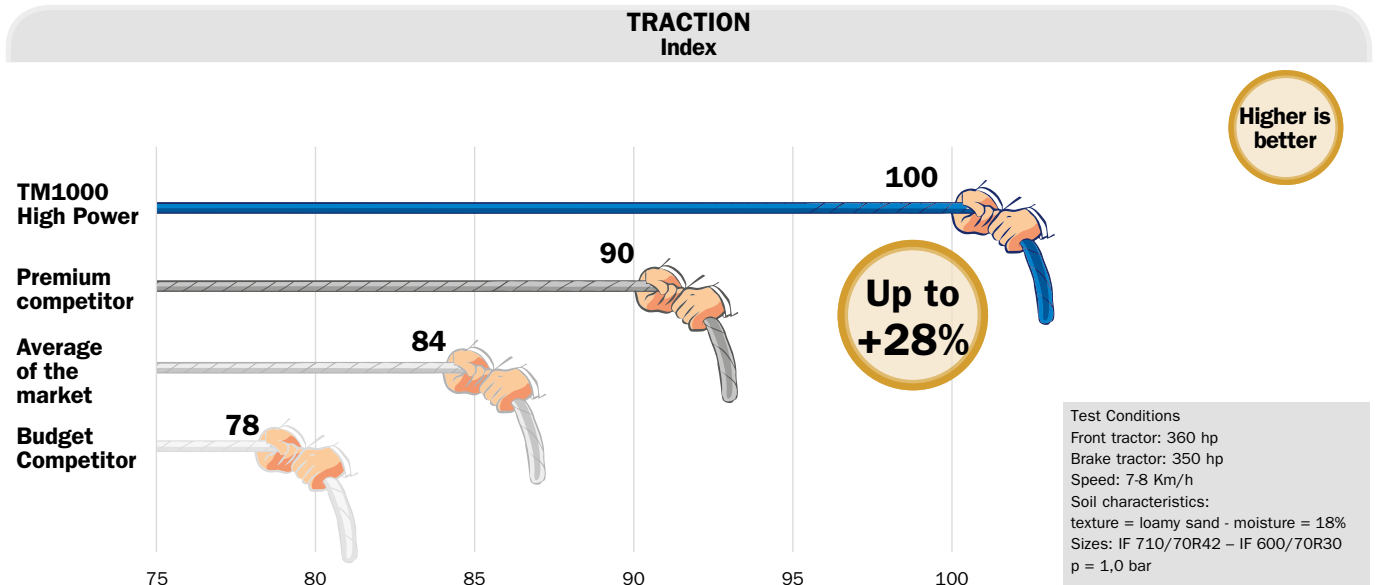 TRACTION
Index
Higher is
better
TM1000
High Power
100
Premium
competitor
90
Up to
+28%
Average
of the
market
84
Budget
Competitor
78
Test Conditions
Front tractor: 360 hp
Brake tractor: 350 hp
Speed: 7-8 Km/h
Soil characteristics:
texture = loamy sand - moisture = 18%
Sizes: IF 710/70R42 – IF 600/70R30
p = 1,0 bar
75 80 85 90 95 100